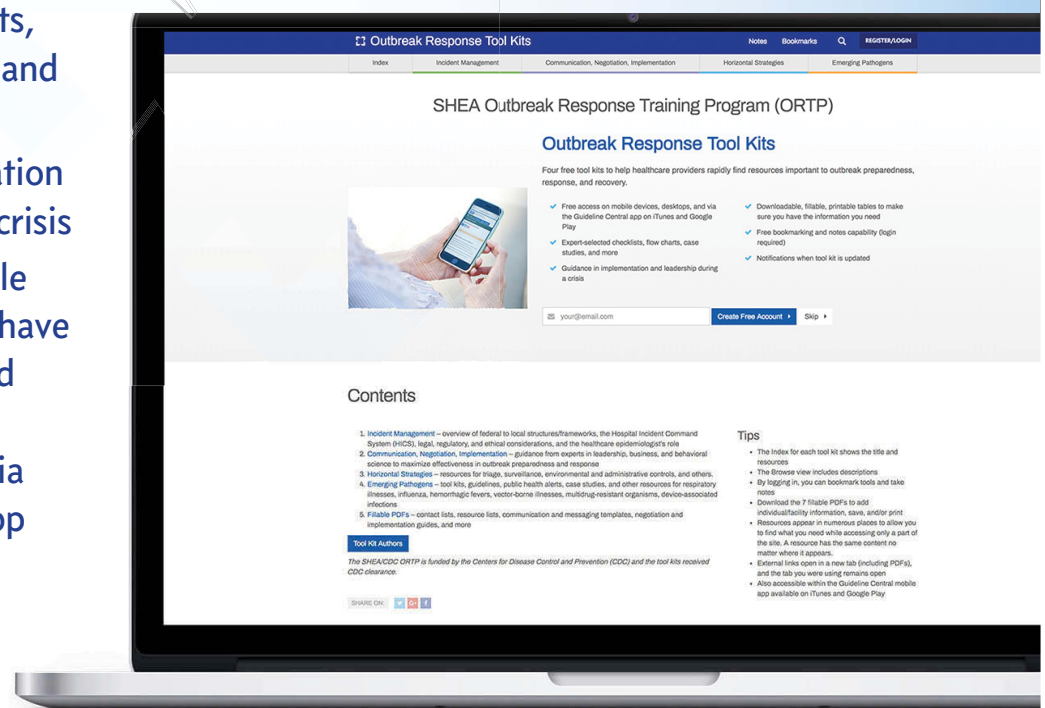 ts,
and
ation
crisis
le
have
d
ia
pp
Outbreak Response Tool Kits
Notes Bookmarks REGISTER/LOGIN
Index Incident Management Communication, Negotiation, Implementation Horizontal Strategies Emerging Pathogens
SHEA Outbreak Response Training Program (ORTP)
Outbreak Response Tool Kits
Four free tool kits to help healthcare providers rapidly find resources important to outbreak preparedness,
response, and recovery.
Free access on mobile devices, desktops, and via
the Guideline Central app on iTunes and Google
Play
Expert-selected checklists, flow charts, case
studies, and more
Guidance in implementation and leadership during
a crisis
Downloadable, fillable, printable tables to make
sure you have the information you need
Free bookmarking and notes capability (login
required)
Notifications when tool kit is updated
your@email.com Create Free Account Skip
Contents
1. Incident Management – overview of federal to local structures/frameworks, the Hospital Incident Command
System (HICS), legal, regulatory, and ethical considerations, and the healthcare epidemiologist's role
2. Communication, Negotiation, Implementation – guidance from experts in leadership, business, and behavioral
science to maximize effectiveness in outbreak preparedness and response
3. Horizontal Strategies – resources for triage, surveillance, environmental and administrative controls, and others.
4. Emerging Pathogens – tool kits, guidelines, public health alerts, case studies, and other resources for respiratory
illnesses, influenza, hemorrhagic fevers, vector-borne illnesses, multidrug-resistant organisms, device-associated
infections
5. Fillable PDFs – contact lists, resource lists, communication and messaging templates, negotiation and
implementation guides, and more
Tool Kit Authors
The SHEA/CDC ORTP is funded by the Centers for Disease Control and Prevention (CDC) and the tool kits received
CDC clearance.
SHARE ON:
Tips
• The Index for each tool kit shows the title and
resources
• The Browse view includes descriptions
• By logging in, you can bookmark tools and take
notes
• Download the 7 fillable PDFs to add
individual/facility information, save, and/or print
• Resources appear in numerous places to allow you
to find what you need while accessing only a part of
the site. A resource has the same content no
matter where it appears.
• External links open in a new tab (including PDFs),
and the tab you were using remains open
• Also accessible within the Guideline Central mobile
app available on iTunes and Google Play